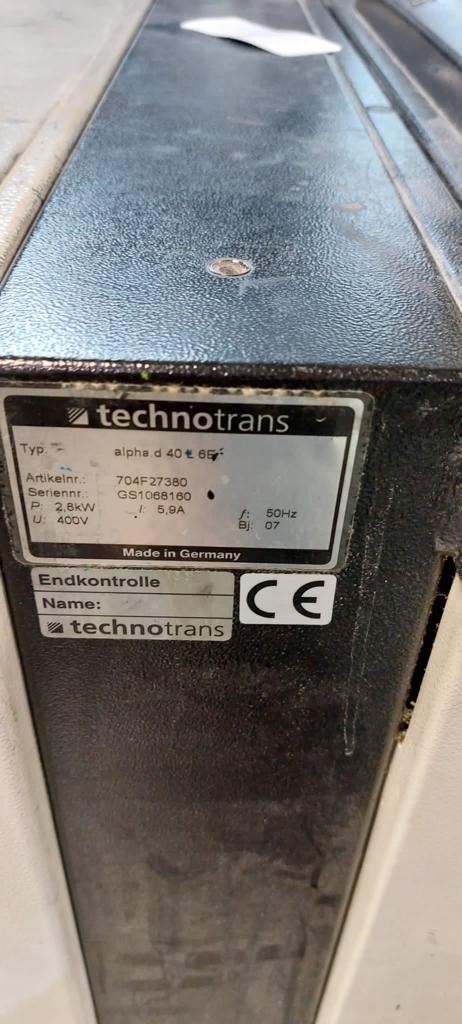 technotrans
Typ: alpha.d 40 L 6E
Artikelnr.: 704F27380
Seriennr.: GS1068160
P: 2,8kW I: 5,9A f: 50Hz
U: 400V Bj: 07
Made in Germany
Endkontrolle
Name:
technotrans
CE